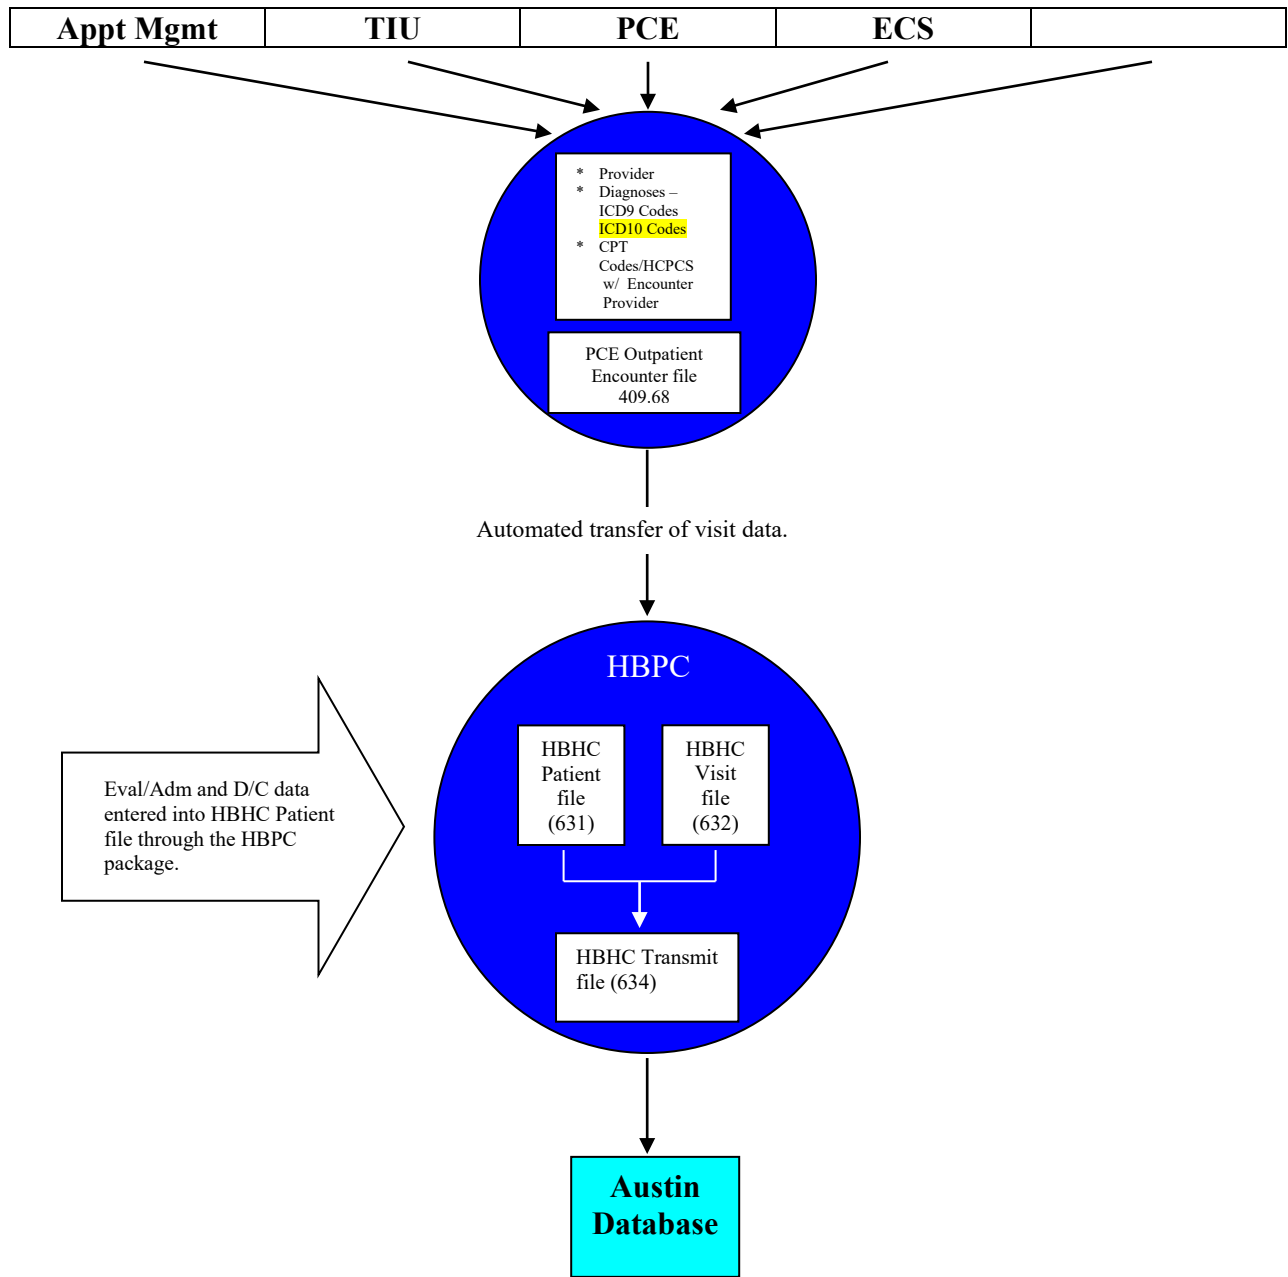 Appt Mgmt TIU PCE ECS
* Provider
* Diagnoses –
ICD9 Codes
ICD10 Codes
* CPT
Codes/HCPCS
w/ Encounter
Provider
PCE Outpatient
Encounter file
409.68
Automated transfer of visit data.
HBPC
HBHC
Patient
file
(631)
HBHC
Visit
file
(632)
Eval/Adm and D/C data
entered into HBHC Patient
file through the HBPC
package.
HBHC Transmit
file (634)
Austin
Database